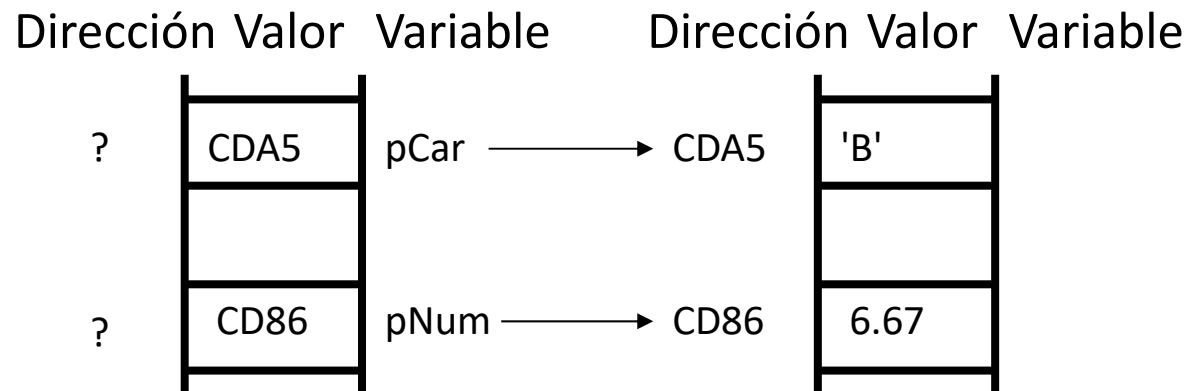 Dirección Valor Variable Dirección Valor Variable
? CDA5 pCar CDA5 'B'
? CD86 pNum CD86 6.67